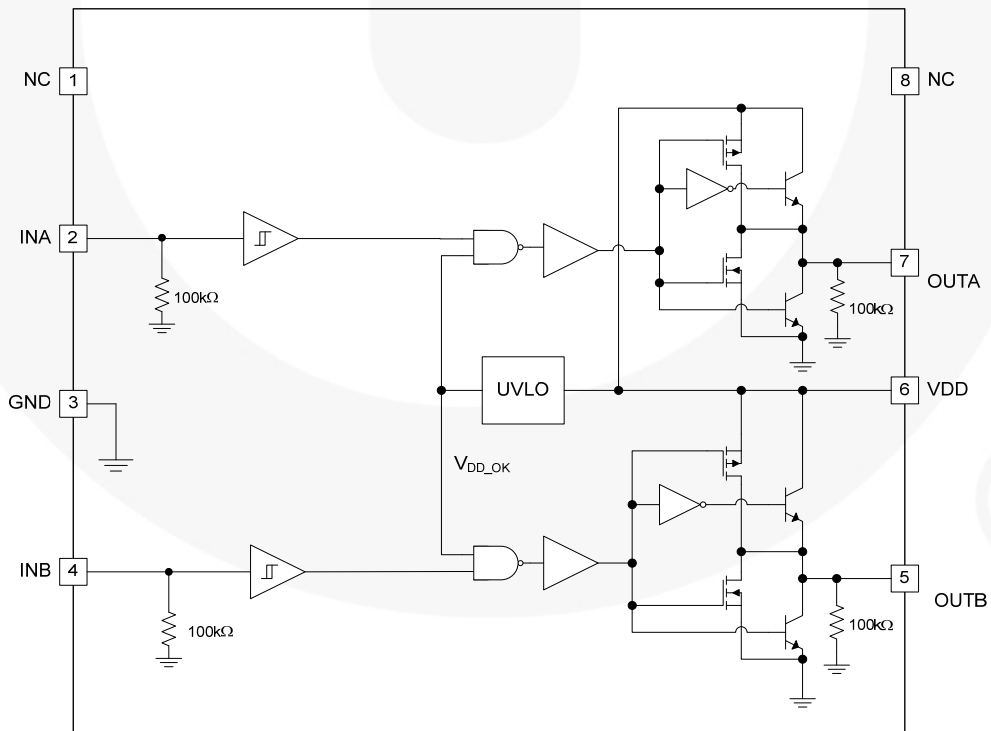 NC 1
8 NC
INA 2
100kΩ
7 OUTA
100kΩ
GND 3
UVLO
6 VDD
VDD_OK
INB 4
100kΩ
5 OUTB
100kΩ